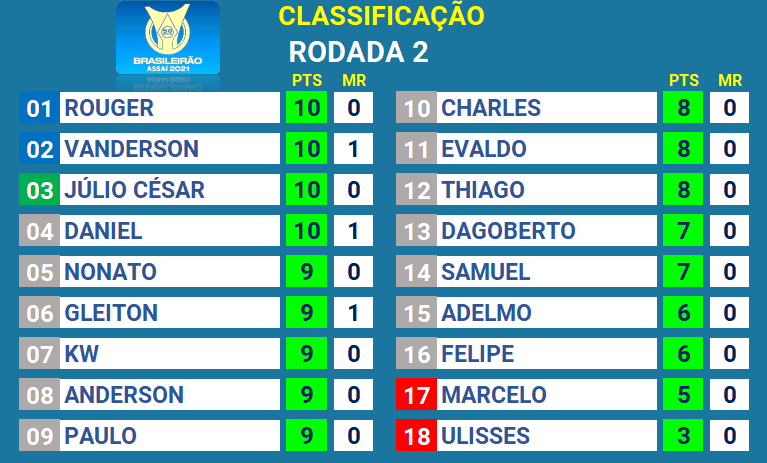 CLASSIFICAÇÃO
RODADA 2
BRASILEIRÃO
ASSAÍ 2021
PTS MR PTS MR
01 ROUGER 10 0
02 VANDERSON 10 1
03 JÚLIO CÉSAR 10 0
04 DANIEL 10 1
05 NONATO 9 0
06 GLEITON 9 1
07 KW 9 0
08 ANDERSON 9 0
09 PAULO 9 0
10 CHARLES 8 0
11 EVALDO 8 0
12 THIAGO 8 0
13 DAGOBERTO 7 0
14 SAMUEL 7 0
15 ADELMO 6 0
16 FELIPE 6 0
17 MARCELO 5 0
18 ULISSES 3 0